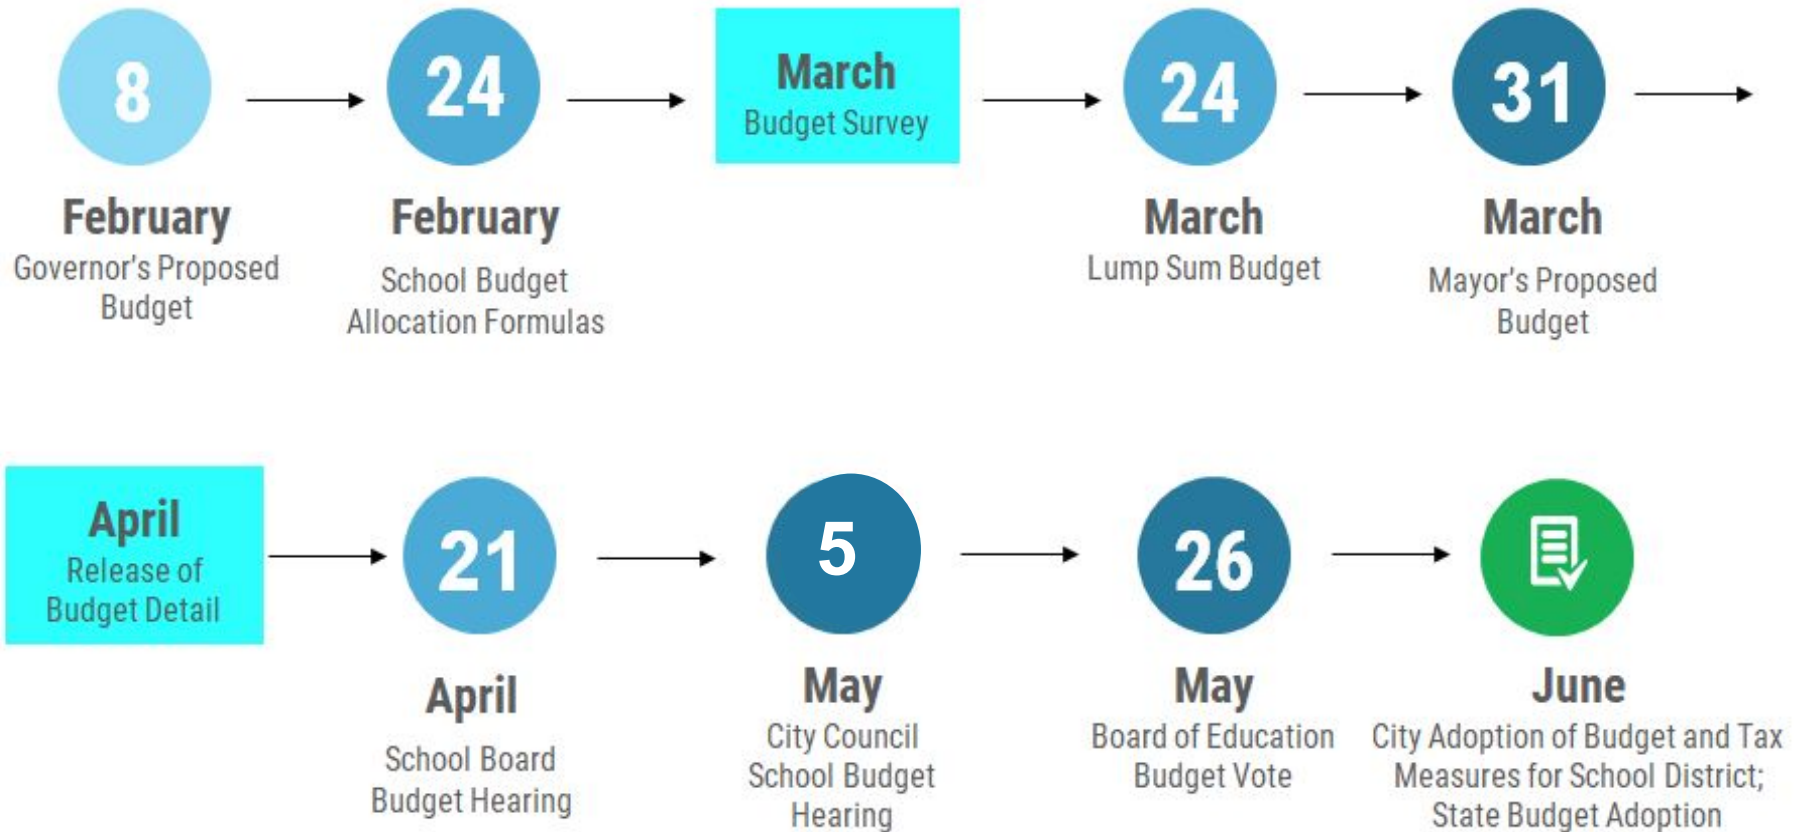 8
February
Governor's Proposed
Budget
24
February
School Budget
Allocation Formulas
March
Budget Survey
24
March
Lump Sum Budget
31
March
Mayor's Proposed
Budget
April
Release of
Budget Detail
21
April
School Board
Budget Hearing
5
May
City Council
School Budget
Hearing
26
May
Board of Education
Budget Vote
June
City Adoption of Budget and Tax
Measures for School District;
State Budget Adoption